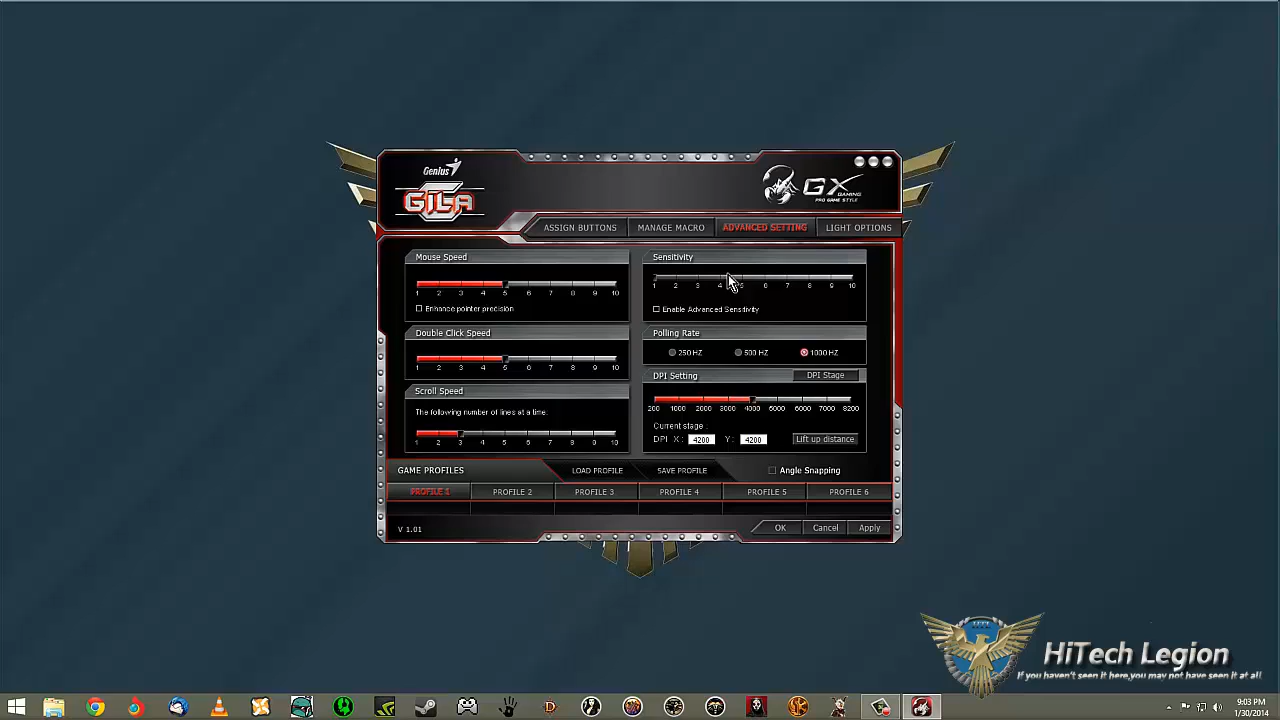 Genius
GILA
GX
GAMING
PRO GAME STYLE
ASSIGN BUTTONS
MANAGE MACRO
ADVANCED SETTING
LIGHT OPTIONS
Mouse Speed
1 2 3 4 5 6 7 8 9 10
Enhance pointer precision
Double Click Speed
1 2 3 4 5 6 7 8 9 10
Scroll Speed
The following number of lines at a time.
1 2 3 4 5 6 7 8 9 10
Sensitivity
1 2 3 4 5 6 7 8 9 10
Enable Advanced Sensitivity
Polling Rate
250 HZ 500 HZ 1000 HZ
DPI Setting DPI Stage
200 1000 2000 3000 4000 5000 6000 7000 8200
Current stage :
DPI X : 4200 Y : 4200 Lift up distance
GAME PROFILES LOAD PROFILE SAVE PROFILE Angle Snapping
PROFILE 1 PROFILE 2 PROFILE 3 PROFILE 4 PROFILE 5 PROFILE 6
V 1.01
OK Cancel Apply
HiTech Legion
If you haven't seen it here,you may not have seen it at all
9:03 PM
1/30/2014